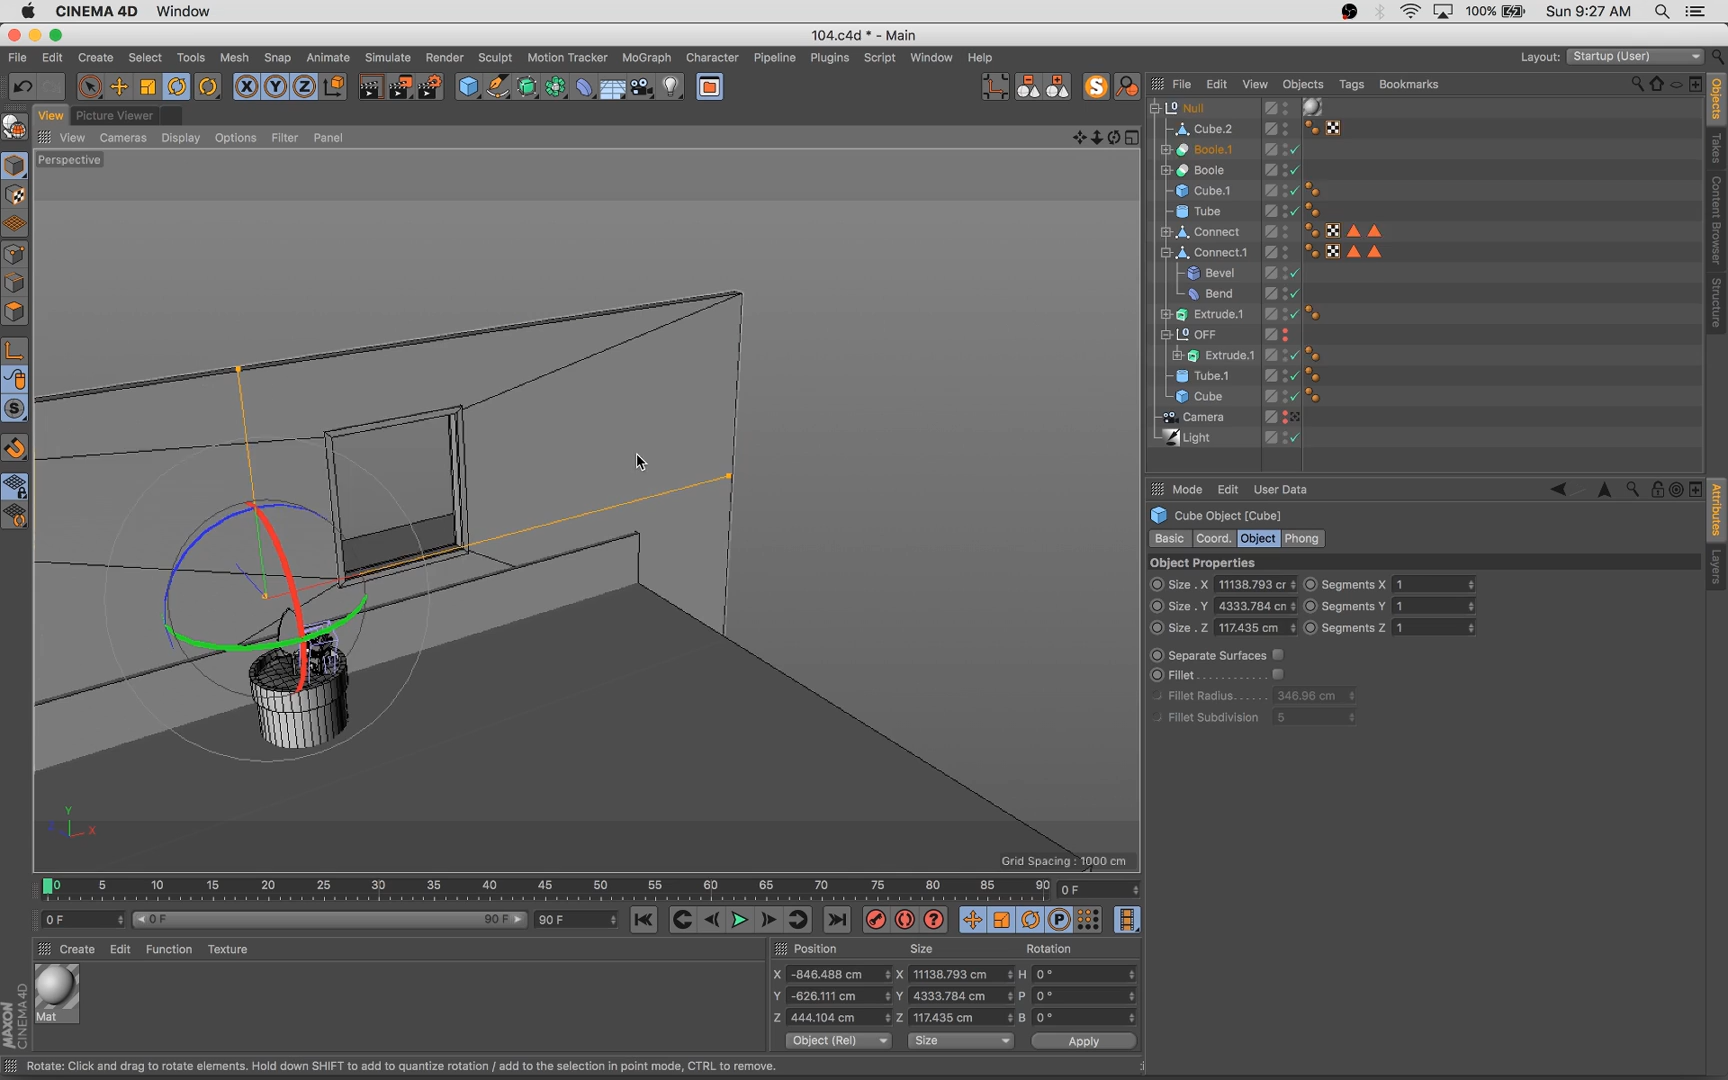 CINEMA 4D Window
100% Sun 9:27 AM
104.c4d * - Main
File Edit Create Select Tools Mesh Snap Animate Simulate Render Sculpt Motion Tracker MoGraph Character Pipeline Plugins Script Window Help
Layout: Startup (User)
X Y Z S
File Edit View Objects Tags Bookmarks
View Picture Viewer
View Cameras Display Options Filter Panel
Perspective
Null
Cube.2
Boole.1
Boole
Cube.1
Tube
Connect
Connect.1
Bevel
Bend
Extrude.1
OFF
Extrude.1
Tube.1
Cube
Camera
Light
Objects
Takes
Content Browser
Structure
Mode Edit User Data
Cube Object [Cube]
Basic Coord. Object Phong
Object Properties
Size . X 11138.793 cr Segments X 1
Size . Y 4333.784 cn Segments Y 1
Size . Z 117.435 cm Segments Z 1
Separate Surfaces
Fillet . . . . . . . . . . . .
Fillet Radius. . . . . . 346.96 cm
Fillet Subdivision 5
Attributes
Layers
Y
X
Grid Spacing : 1000 cm
0 5 10 15 20 25 30 35 40 45 50 55 60 65 70 75 80 85 90 0 F
0 F 0 F 90 F 90 F
Create Edit Function Texture
Mat
Position Size Rotation
X -846.488 cm X 11138.793 cm H 0 °
Y -626.111 cm Y 4333.784 cm P 0 °
Z 444.104 cm Z 117.435 cm B 0 °
Object (Rel) Size Apply
MAXON
CINEMA 4D
Rotate: Click and drag to rotate elements. Hold down SHIFT to add to quantize rotation / add to the selection in point mode, CTRL to remove.